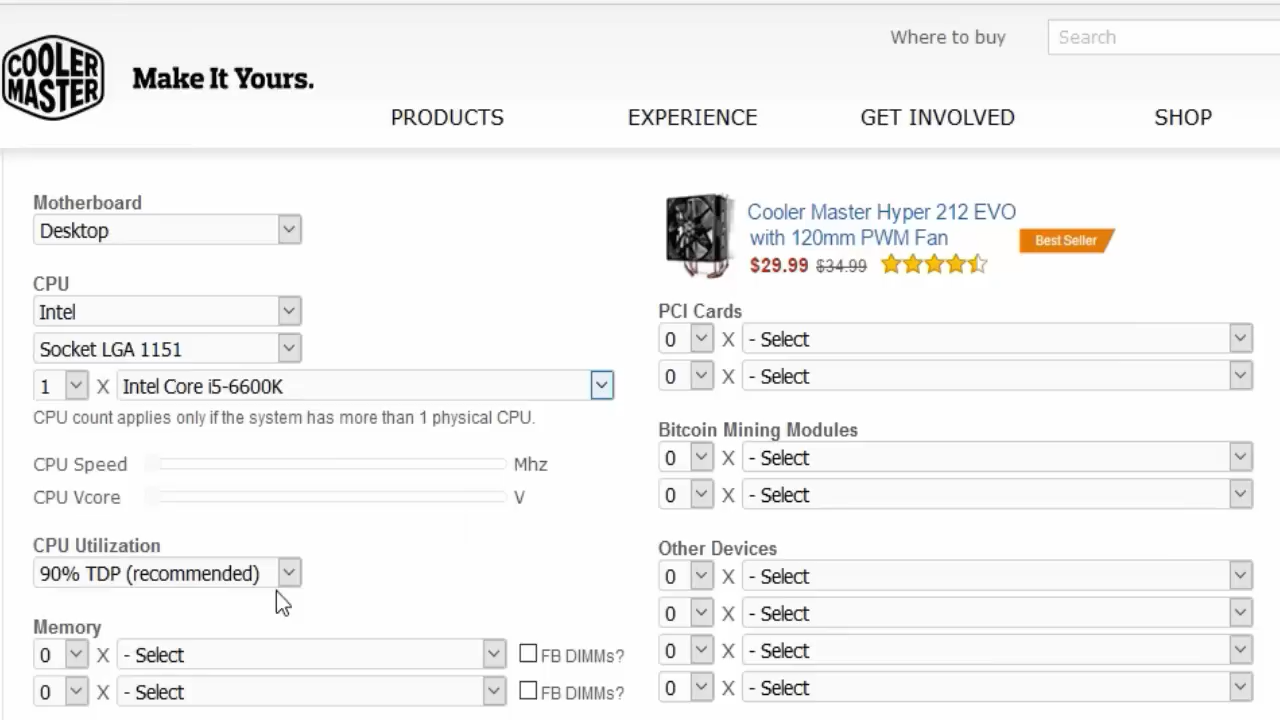 Where to buy
Search
COOLER
MASTER
Make It Yours.
PRODUCTS EXPERIENCE GET INVOLVED SHOP
Motherboard
Desktop
CPU
Intel
Socket LGA 1151
1 X Intel Core i5-6600K
CPU count applies only if the system has more than 1 physical CPU.
CPU Speed Mhz
CPU Vcore V
CPU Utilization
90% TDP (recommended)
Memory
0 X - Select FB DIMMs?
0 X - Select FB DIMMs?
Cooler Master Hyper 212 EVO
with 120mm PWM Fan
Best Seller
$29.99 $34.99
PCI Cards
0 X - Select
0 X - Select
Bitcoin Mining Modules
0 X - Select
0 X - Select
Other Devices
0 X - Select
0 X - Select
0 X - Select
0 X - Select